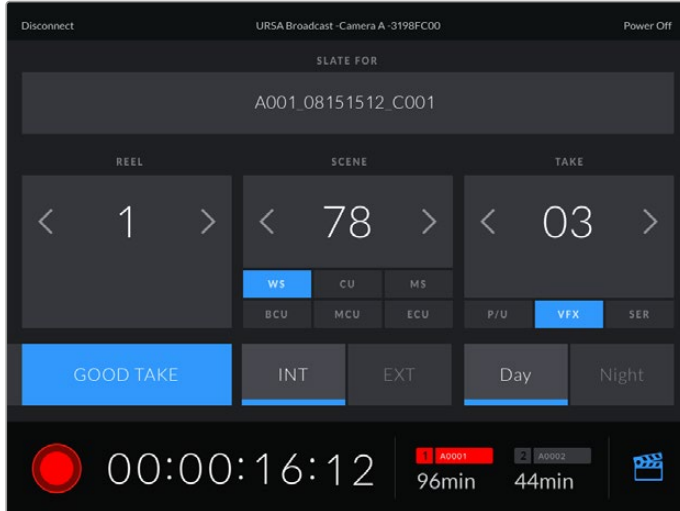 Disconnect URSA Broadcast -Camera A -3198FC00 Power Off
SLATE FOR
A001_08151512_C001
REEL SCENE TAKE
< 1 > < 78 > < 03 >
WS CU MS
BCU MCU ECU P/U VFX SER
GOOD TAKE INT EXT Day Night
00:00:16:12 1 A0001 2 A0002
96min 44min